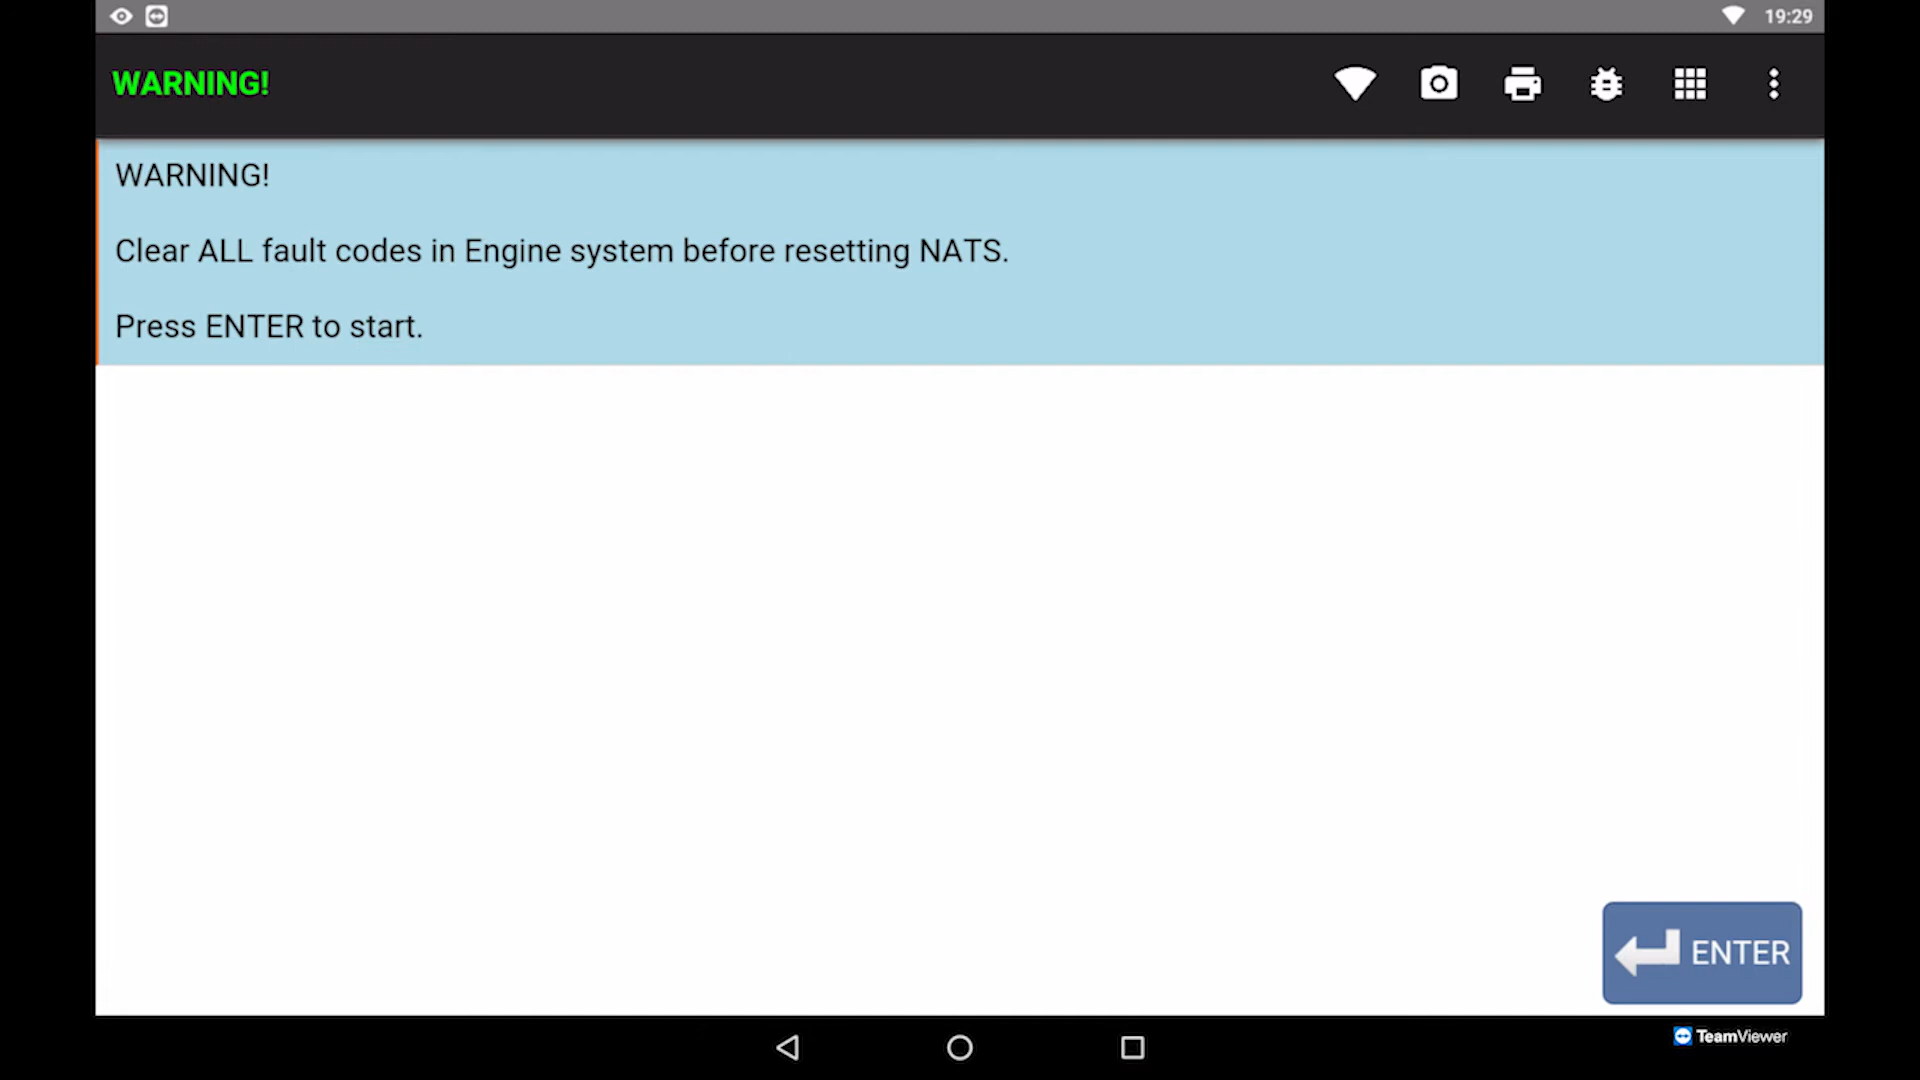 19:29
WARNING!
WARNING!
Clear ALL fault codes in Engine system before resetting NATS.
Press ENTER to start.
ENTER
TeamViewer